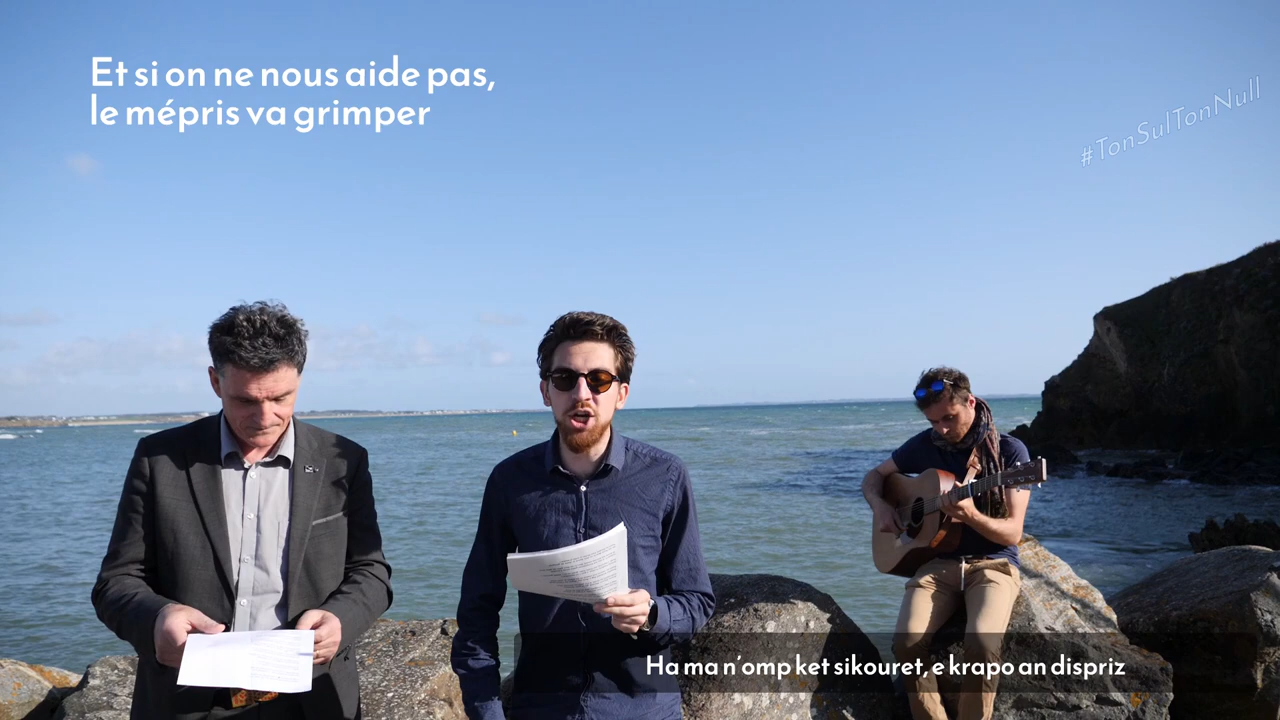 Et si on ne nous aide pas,
le mépris va grimper
#TonSulTonNull
Ha ma n'omp ket sikouret, e krapo an dispriz